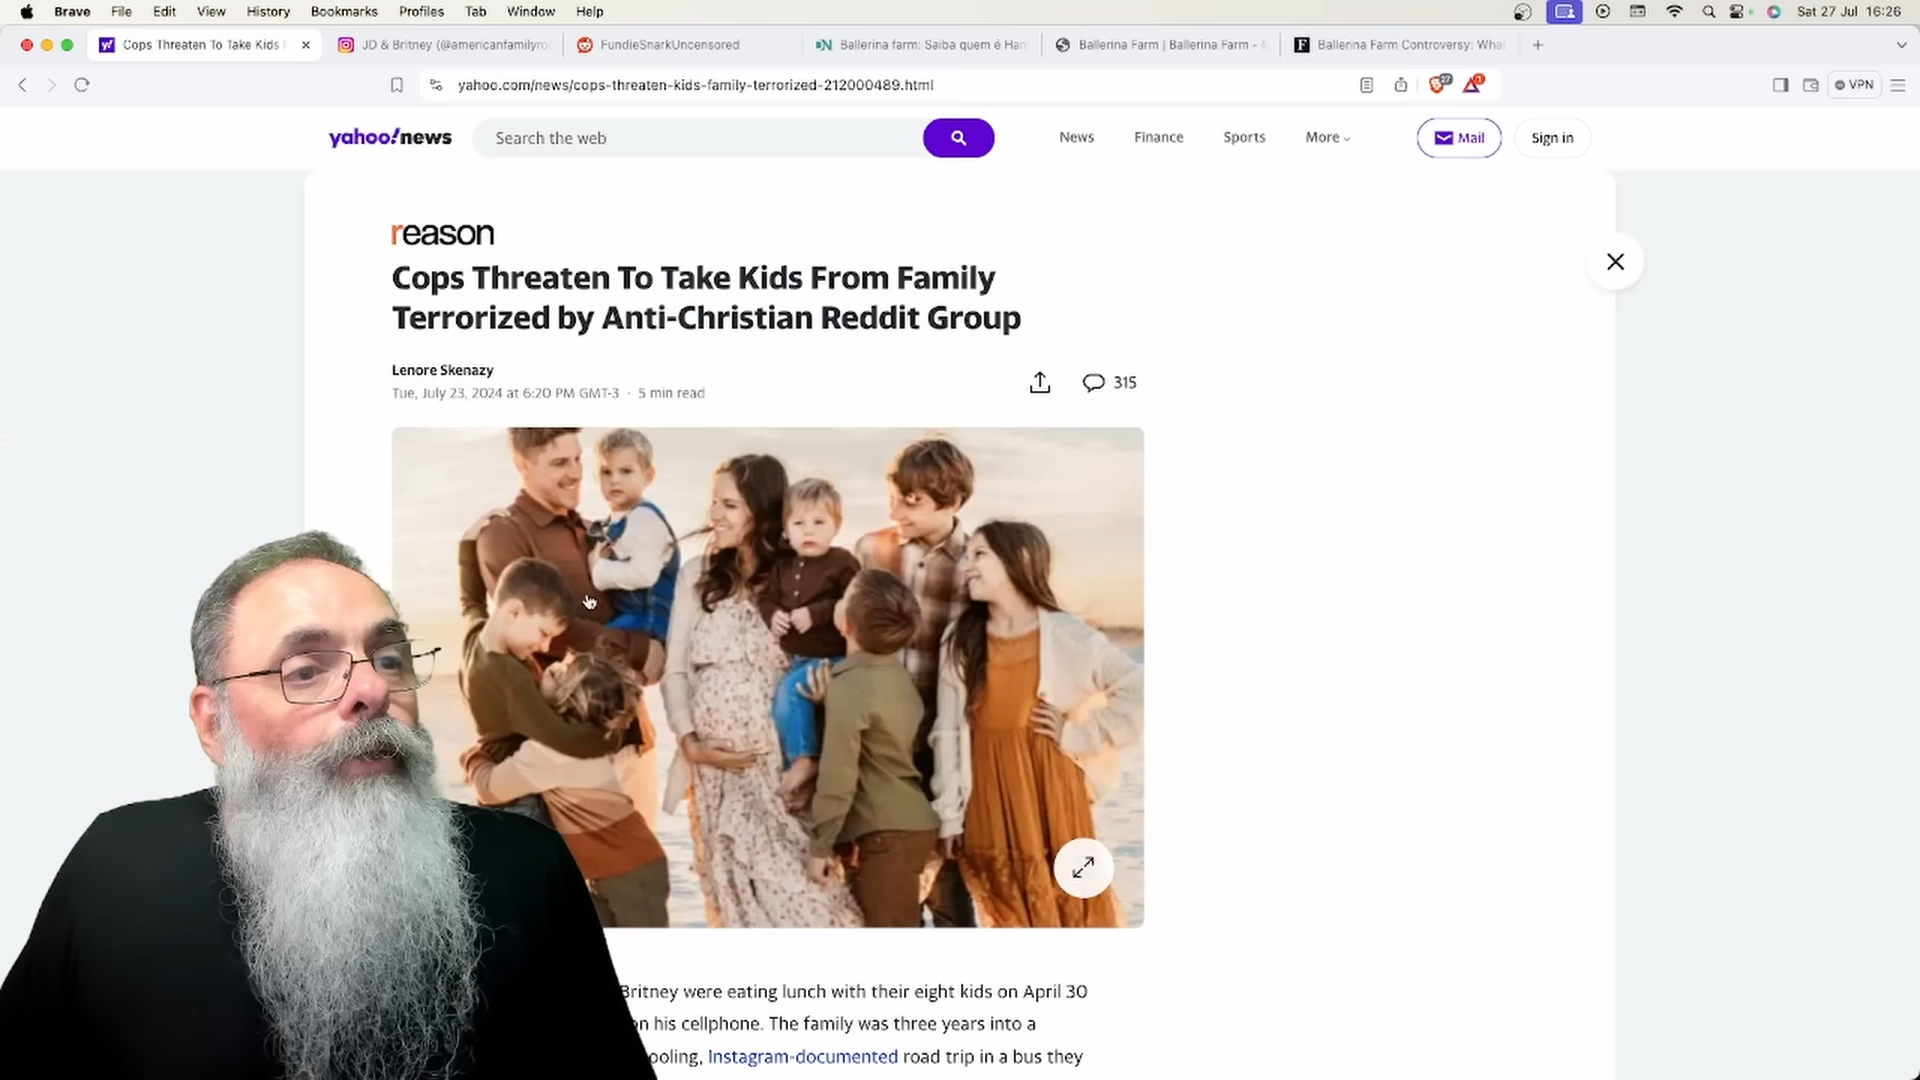 Brave File Edit View History Bookmarks Profiles Tab Window Help Sat 27 Jul 16:26
Cops Threaten To Take Kids JD & Britney (@americanfamilyro FundieSnarkUncensored Ballerina farm: Saiba quem é Han Ballerina Farm | Ballerina Farm - Ballerina Farm Controversy: What
yahoo.com/news/cops-threaten-kids-family-terrorized-212000489.html 27 1 VPN
yahoo!news Search the web News Finance Sports More Mail Sign in
reason
Cops Threaten To Take Kids From Family
Terrorized by Anti-Christian Reddit Group
Lenore Skenazy
Tue, July 23, 2024 at 6:20 PM GMT-3 · 5 min read
315
Britney were eating lunch with their eight kids on April 30
on his cellphone. The family was three years into a
ooling, Instagram-documented road trip in a bus they